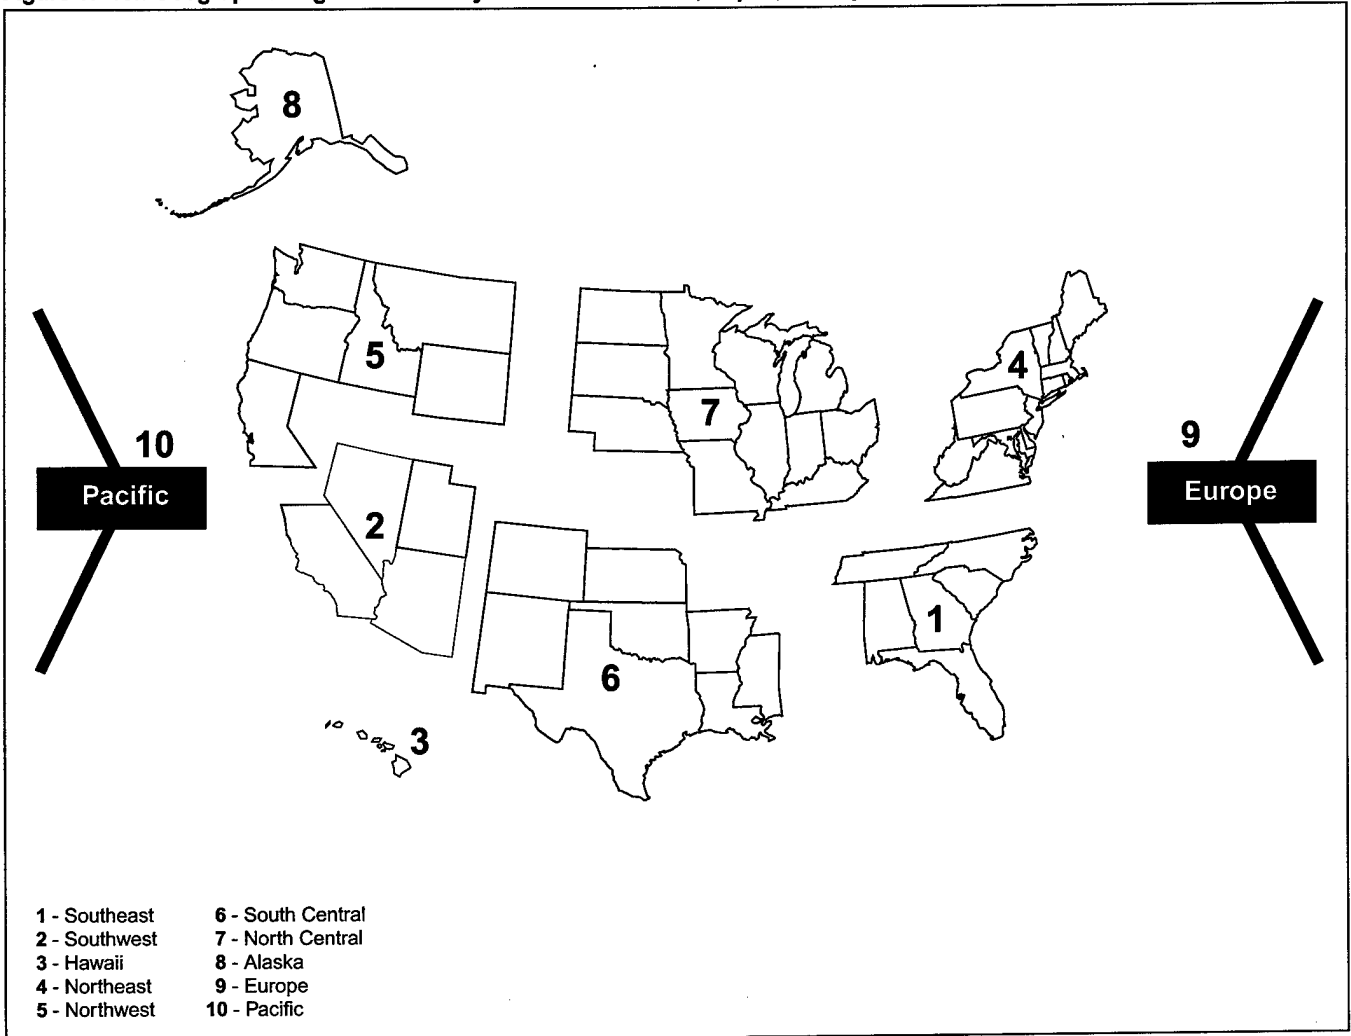 8
5
4
7
10
9
Pacific
Europe
2
1
6
3
1 - Southeast
2 - Southwest
3 - Hawaii
4 - Northeast
5 - Northwest
6 - South Central
7 - North Central
8 - Alaska
9 - Europe
10 - Pacific